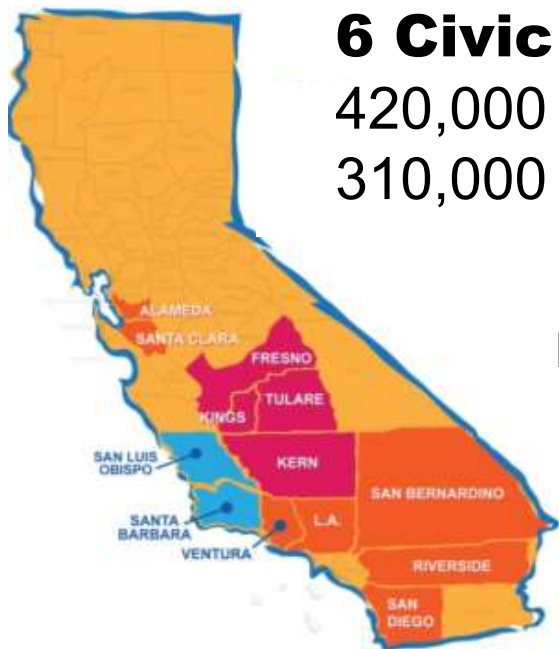 6 Civic
420,000
310,000
ALAMEDA
SANTA CLARA
FRESNO
TULARE
KINGS
SAN LUIS
OBISPO
KERN
SAN BERNARDINO
SANTA
BARBARA
L.A.
VENTURA
RIVERSIDE
SAN
DIEGO